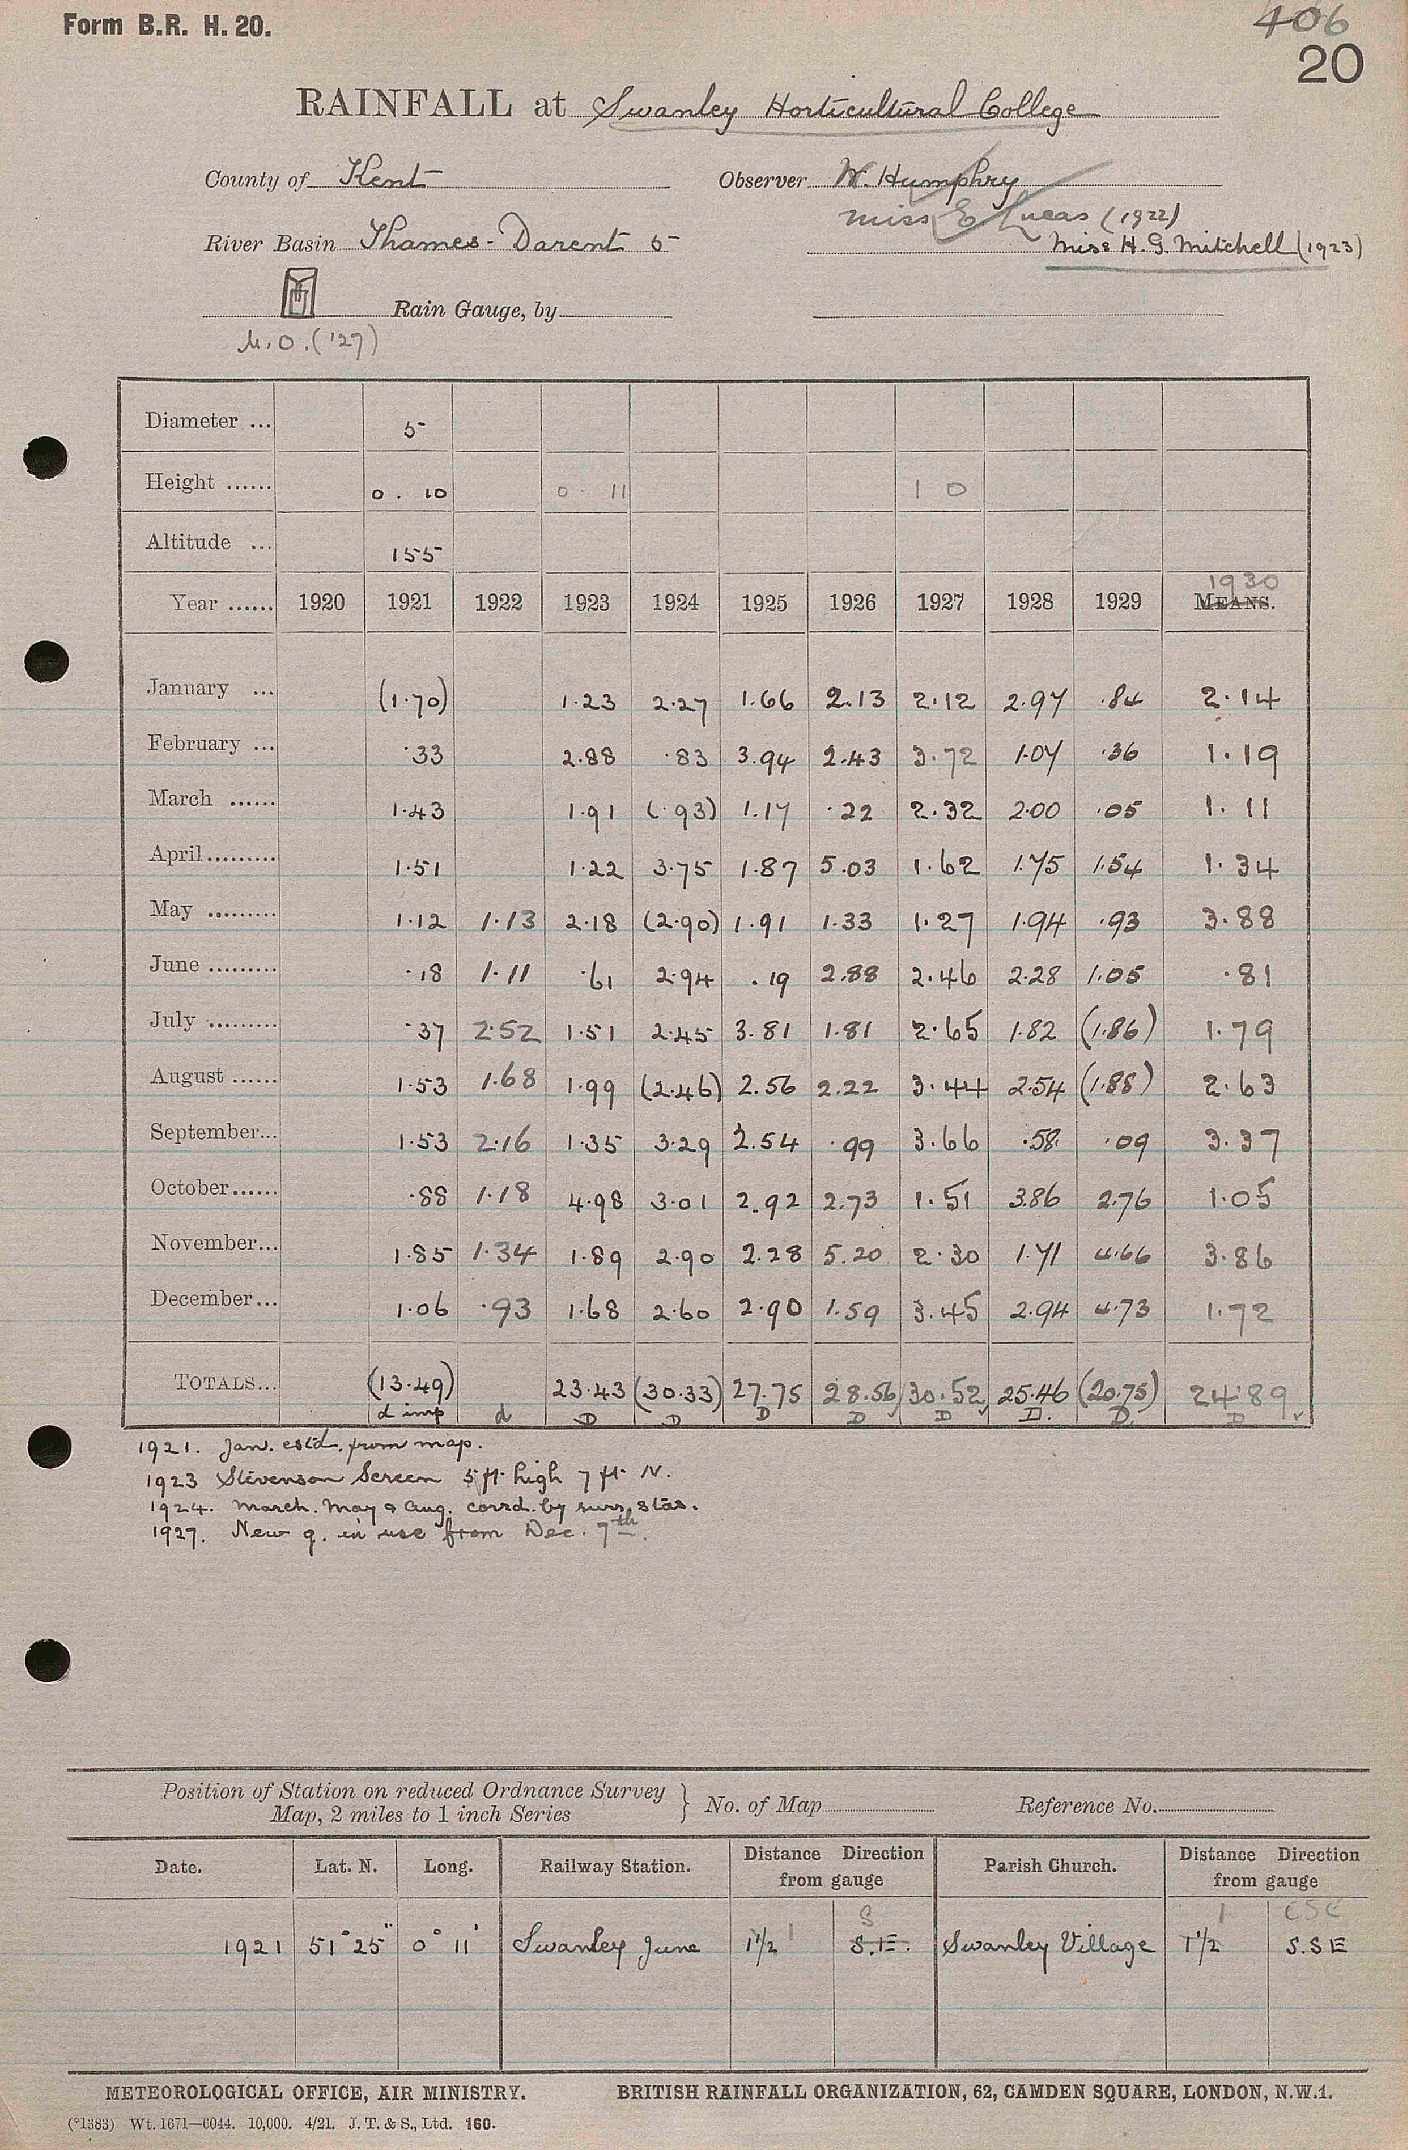 Form B.R. H. 20.
406
20
RAINFALL at Swanley Horticultural College
County of Kent Observer W. Humphry
Miss E Lucas (1922)
River Basin Thames - Darent 5
Miss H. G. Mitchell (1923)
Rain Gauge, by
M.O. ('27)
Diameter ... 5
Height ...... 0 . 10 0 . 11 1 0
Altitude ... 155
1930
Year ...... 1920 1921 1922 1923 1924 1925 1926 1927 1928 1929 MEANS.
January ... (1.70) 1.23 2.27 1.66 2.13 2.12 2.97 .84 2.14
February ... .33 2.88 .83 3.94 2.43 3.72 1.07 .36 1.19
March ...... 1.43 1.91 (.93) 1.17 .22 2.32 2.00 .05 1.11
April ......... 1.51 1.22 3.75 1.87 5.03 1.62 1.75 1.54 1.34
May ......... 1.12 1.13 2.18 (2.90) 1.91 1.33 1.27 1.94 .93 3.88
June ......... .18 1.11 .61 2.94 .19 2.88 2.46 2.28 1.05 .81
July ......... .37 2.52 1.51 2.45 3.81 1.81 2.65 1.82 (1.86) 1.79
August ...... 1.53 1.68 1.99 (2.46) 2.56 2.22 3.44 2.54 (1.88) 2.63
September... 1.53 2.16 1.35 3.29 2.54 .99 3.66 .58 .09 3.37
October...... .88 1.18 4.98 3.01 2.92 2.73 1.51 3.86 2.76 1.05
November... 1.85 1.34 1.89 2.90 2.28 5.20 2.30 1.71 4.66 3.86
December... 1.06 .93 1.68 2.60 2.90 1.59 3.45 2.94 4.73 1.72
TOTALS... (13.49) 23.43 (30.33) 27.75 28.56 30.52 25.46 (20.75) 24.89
d imp d D D D D D D. D. D
1921. Jan. estd. from map.
1923 Stevenson Screen 5 ft high 7 ft N.
1924. March. May & Aug. corrd. by surr. stas.
1927. New g. in use from Dec. 7th.
Position of Station on reduced Ordnance Survey
Map, 2 miles to 1 inch Series } No. of Map Reference No.
Date. Lat. N. Long. Railway Station. Distance Direction from gauge Parish Church. Distance Direction from gauge
1 S 1 ESE
1921 51° 25" 0° 11' Swanley June 1½ S.E. Swanley Village 1½ S.S E
METEOROLOGICAL OFFICE, AIR MINISTRY. BRITISH RAINFALL ORGANIZATION, 62, CAMDEN SQUARE, LONDON, N.W.1.
(*1383) Wt. 1671—6044. 10,000. 4/21. J. T. & S., Ltd. 160.